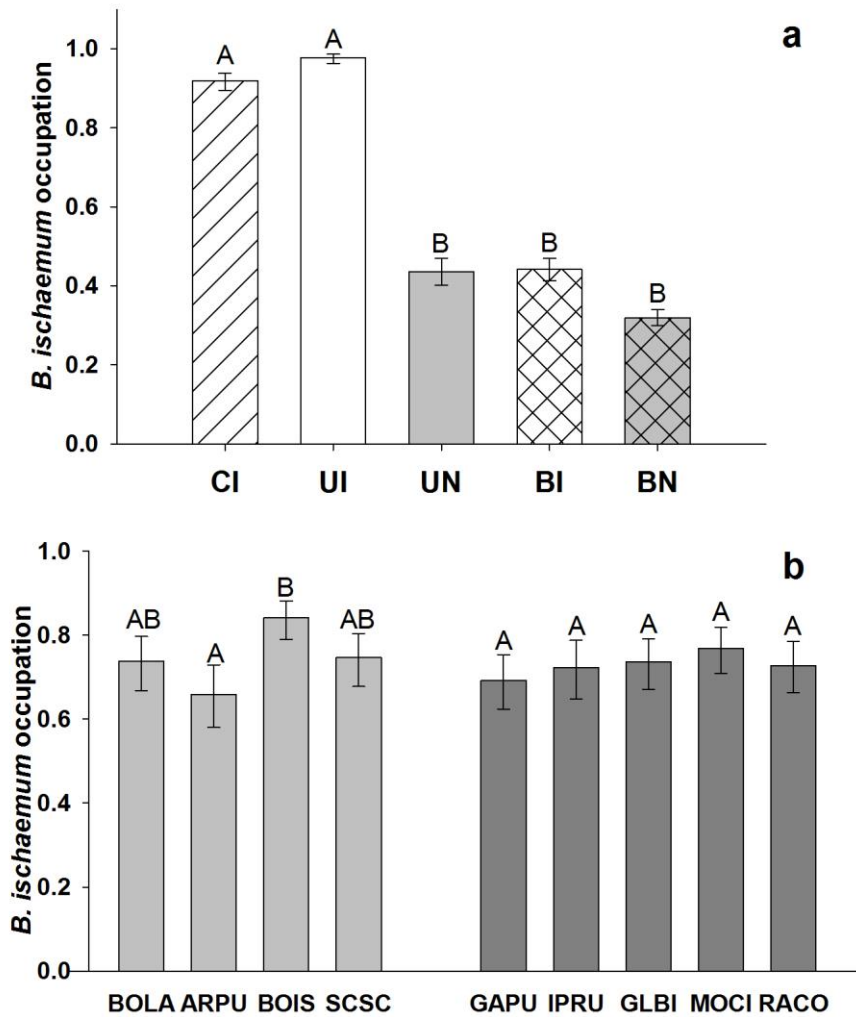 a
1.0
0.8
0.6
0.4
0.2
0.0
B. ischaemum occupation
A
A
B
B
B
CI UI UN BI BN
b
1.0
0.8
0.6
0.4
0.2
0.0
B. ischaemum occupation
AB
A
B
AB
A
A
A
A
A
BOLA ARPU BOIS SCSC GAPU IPRU GLBI MOCI RACO